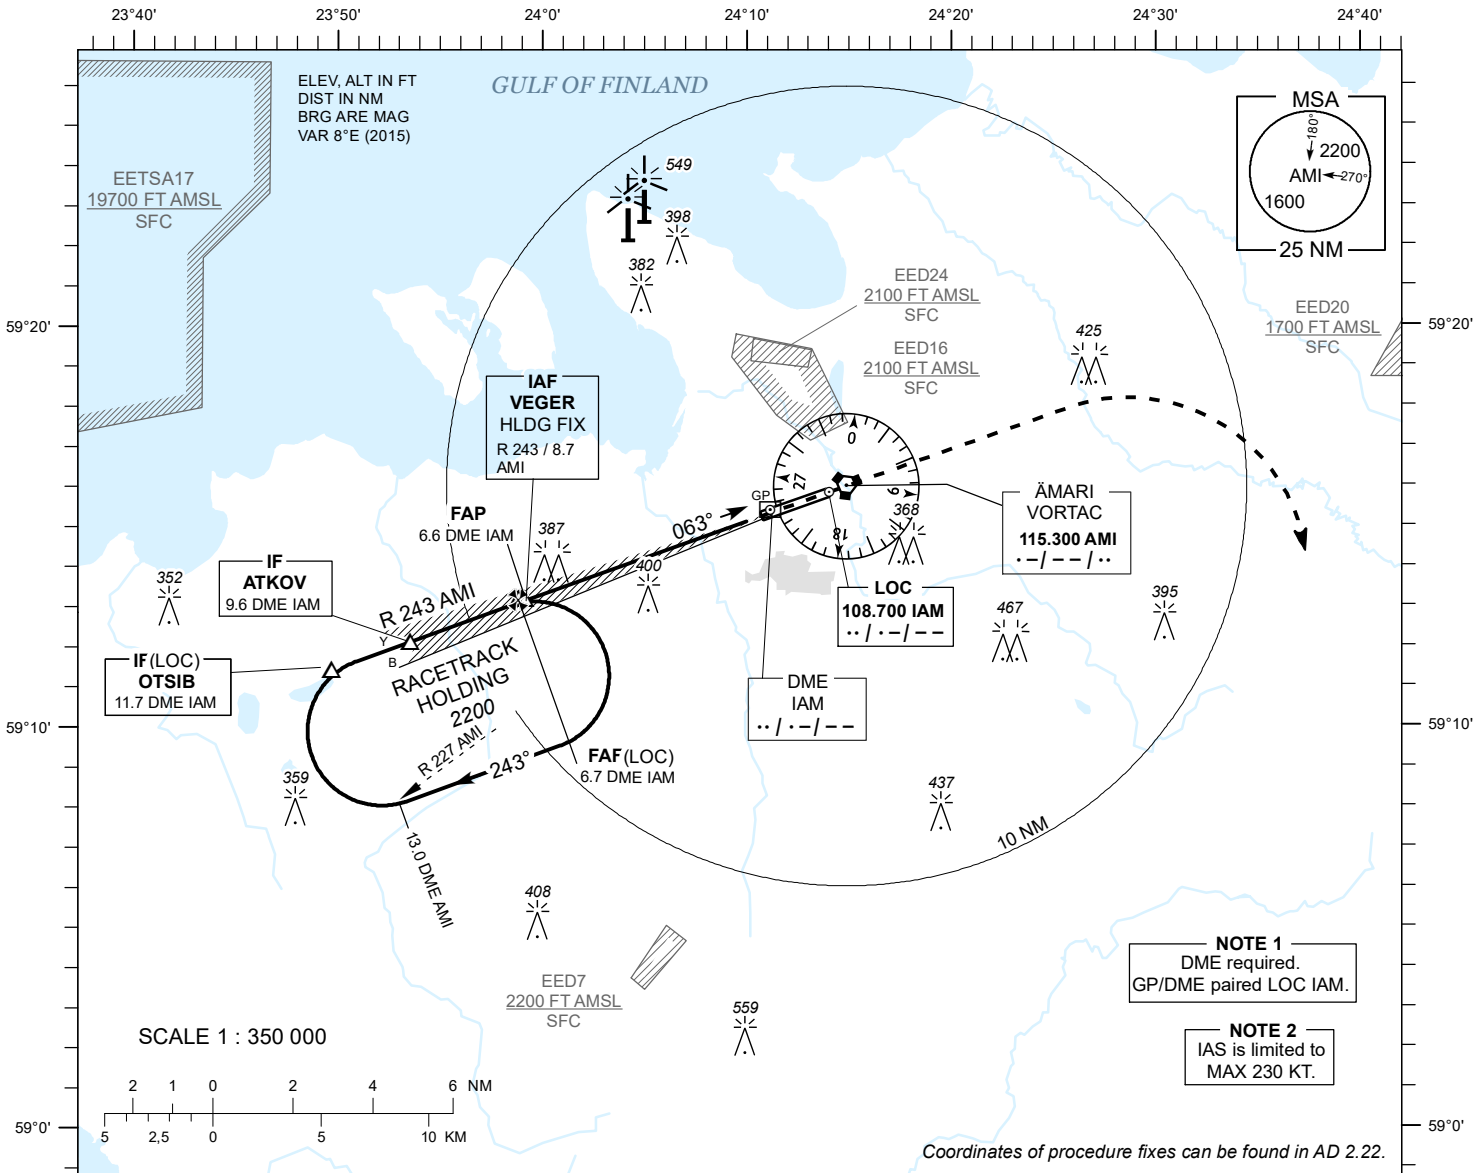 23°40'
23°50'
24°0'
24°10'
24°20'
24°30'
24°40'
ELEV, ALT IN FT
DIST IN NM
BRG ARE MAG
VAR 8°E (2015)
GULF OF FINLAND
MSA
180°
2200
AMI
270°
1600
25 NM
EETSA17
19700 FT AMSL
SFC
549
398
382
EED24
2100 FT AMSL
SFC
EED16
2100 FT AMSL
SFC
EED20
1700 FT AMSL
SFC
59°20'
59°20'
425
IAF
VEGER
HLDG FIX
R 243 / 8.7
AMI
0
27
9
18
GP
ÄMARI
VORTAC
115.300 AMI
·–/––/··
368
FAP
6.6 DME IAM
387
063°
400
IF
ATKOV
9.6 DME IAM
352
R 243 AMI
Y
B
LOC
108.700 IAM
··/·–/––
395
467
IF(LOC)
OTSIB
11.7 DME IAM
RACETRACK
HOLDING
2200
R 227 AMI
243°
DME
IAM
··/·–/––
59°10'
59°10'
FAF(LOC)
6.7 DME IAM
359
437
13.0 DME AMI
10 NM
408
EED7
2200 FT AMSL
SFC
559
NOTE 1
DME required.
GP/DME paired LOC IAM.
NOTE 2
IAS is limited to
MAX 230 KT.
SCALE 1 : 350 000
2 1 0 2 4 6 NM
5 2,5 0 5 10 KM
59°0'
59°0'
Coordinates of procedure fixes can be found in AD 2.22.